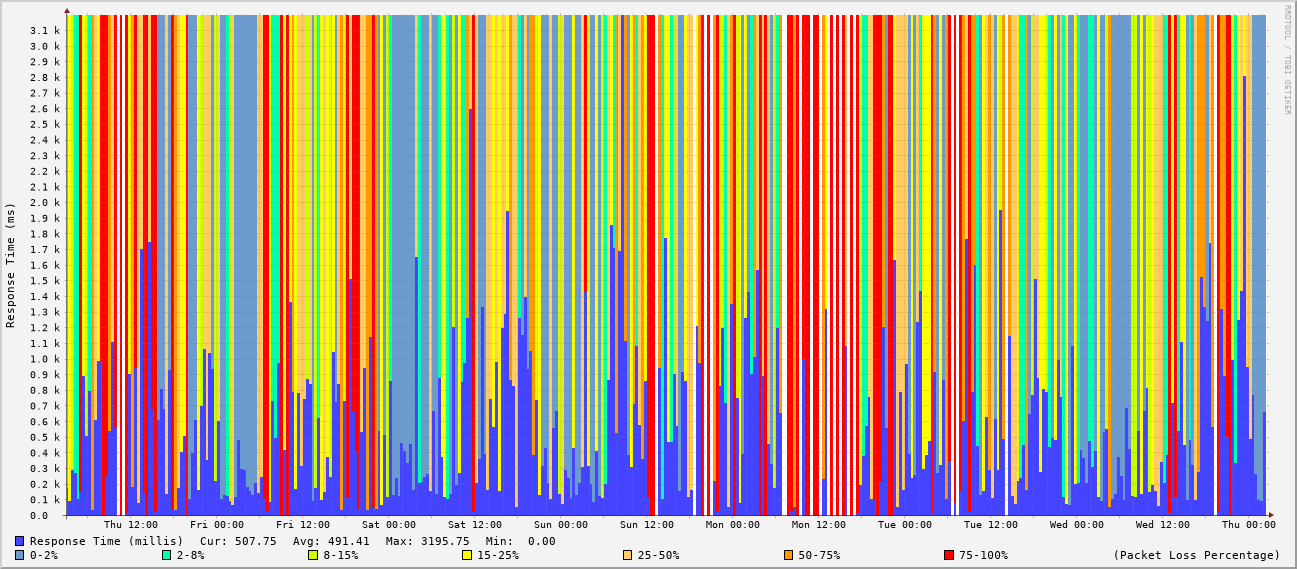 RRDTOOL / TOBI OETIKER
Response Time (ms)
3.1 k
3.0 k
2.9 k
2.8 k
2.7 k
2.6 k
2.5 k
2.4 k
2.3 k
2.2 k
2.1 k
2.0 k
1.9 k
1.8 k
1.7 k
1.6 k
1.5 k
1.4 k
1.3 k
1.2 k
1.1 k
1.0 k
0.9 k
0.8 k
0.7 k
0.6 k
0.5 k
0.4 k
0.3 k
0.2 k
0.1 k
0.0
Thu 12:00 Fri 00:00 Fri 12:00 Sat 00:00 Sat 12:00 Sun 00:00 Sun 12:00 Mon 00:00 Mon 12:00 Tue 00:00 Tue 12:00 Wed 00:00 Wed 12:00 Thu 00:00
Response Time (millis) Cur: 507.75 Avg: 491.41 Max: 3195.75 Min: 0.00
0-2% 2-8% 8-15% 15-25% 25-50% 50-75% 75-100% (Packet Loss Percentage)